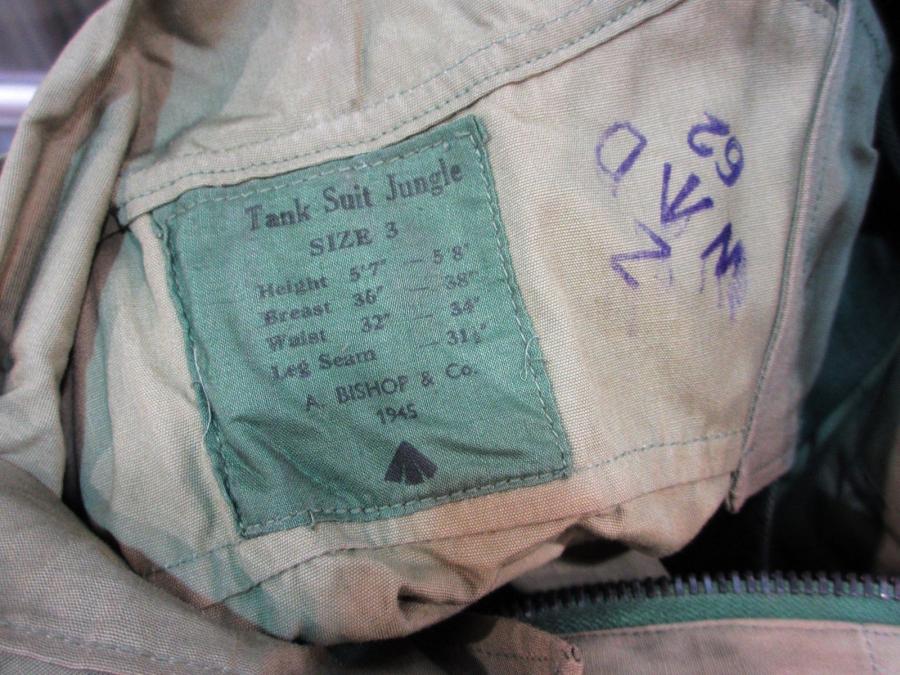 Tank Suit Jungle
SIZE 3
Height 5'7" — 5'8"
Breast 36" — 38"
Waist 32" — 34"
Leg Seam — 31½"
A. BISHOP & Co.
1945
62
D
N